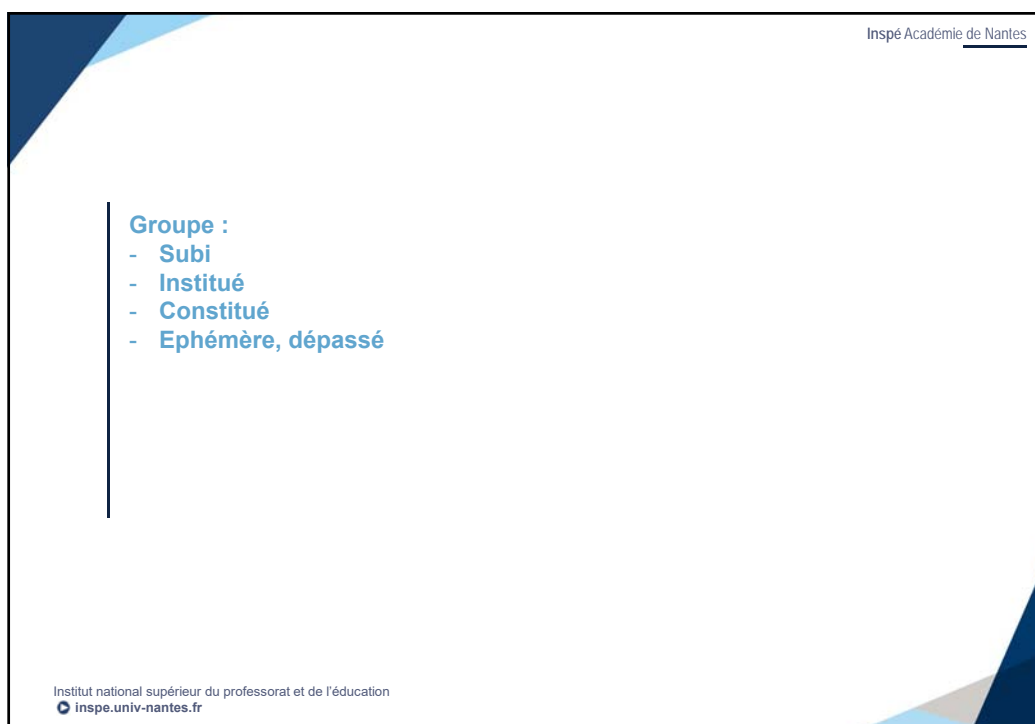 Inspé Académie de Nantes
Groupe :
- Subi
- Institué
- Constitué
- Ephémère, dépassé
Institut national supérieur du professorat et de l'éducation
inspe.univ-nantes.fr